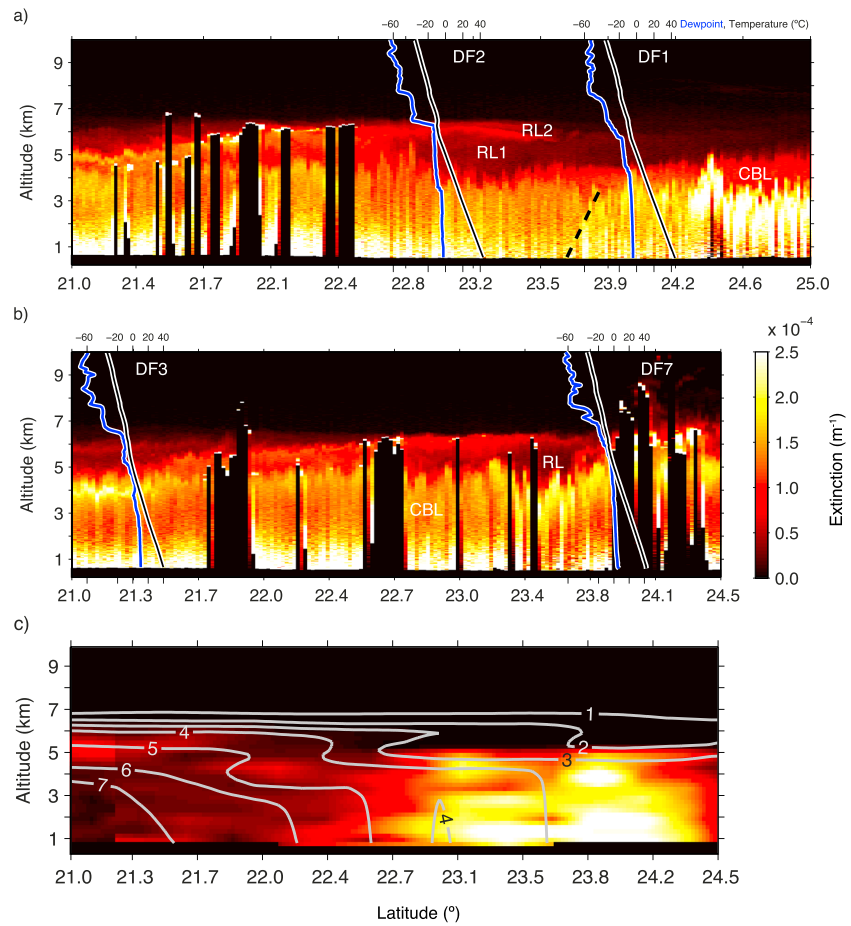 a)
−60 −20 0 20 40 −60 −20 0 20 40 Dewpoint, Temperature (ºC)
DF2 DF1
RL2
RL1
CBL
Altitude (km)
9
7
5
3
1
21.0 21.4 21.7 22.1 22.4 22.8 23.2 23.5 23.9 24.2 24.6 25.0
b)
−60 −20 0 20 40 −60 −20 0 20 40
DF3 DF7
RL
CBL
Altitude (km)
9
7
5
3
1
21.0 21.3 21.7 22.0 22.4 22.7 23.0 23.4 23.8 24.1 24.5
x 10−4
2.5
2.0
1.5
1.0
0.5
0.0
Extinction (m-1)
c)
Altitude (km)
9
7
5
3
1
1
2
3
4
5
6
7
4
21.0 21.3 21.7 22.0 22.4 22.7 23.1 23.5 23.8 24.2 24.5
Latitude (º)